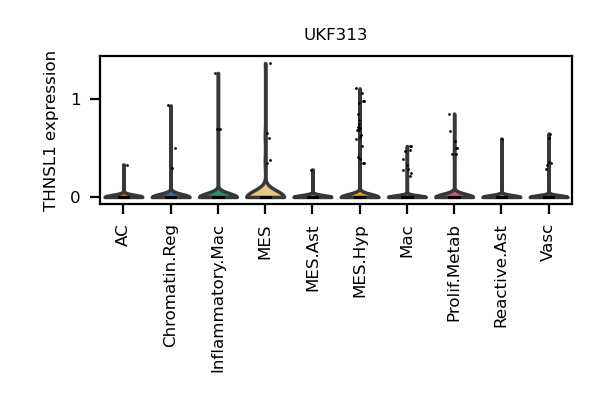 UKF313
THNSL1 expression
1
0
AC
Chromatin.Reg
Inflammatory.Mac
MES
MES.Ast
MES.Hyp
Mac
Prolif.Metab
Reactive.Ast
Vasc